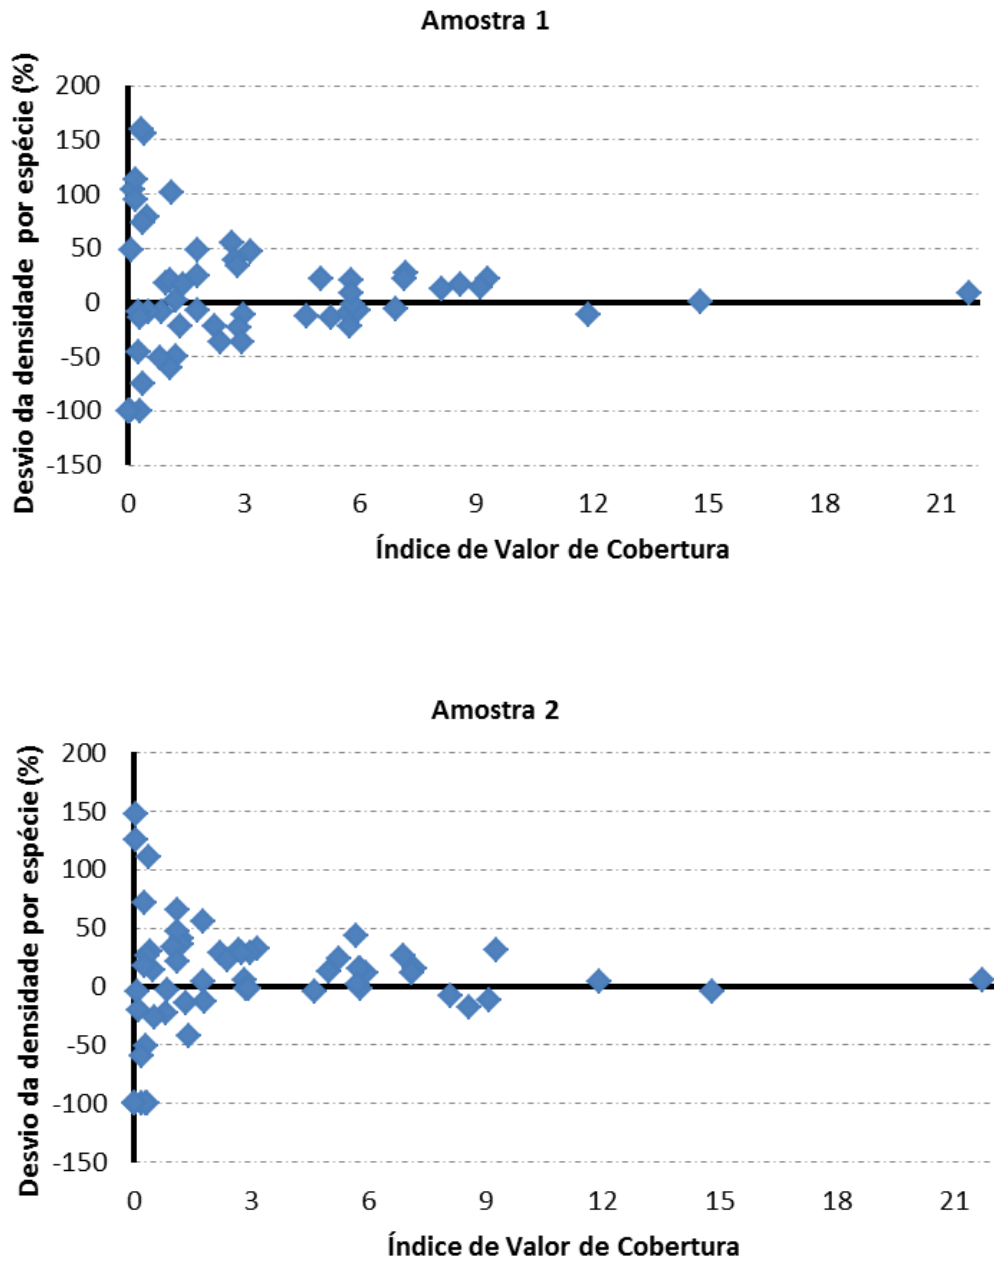 Amostra 1
Desvio da densidade por espécie (%)
200
150
100
50
0
-50
-100
-150
0 3 6 9 12 15 18 21
Índice de Valor de Cobertura
Amostra 2
Desvio da densidade por espécie (%)
200
150
100
50
0
-50
-100
-150
0 3 6 9 12 15 18 21
Índice de Valor de Cobertura